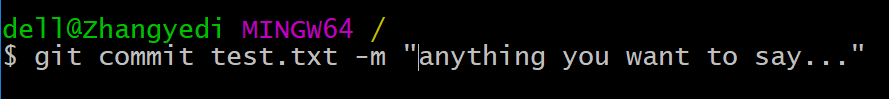 dell@Zhangyedi MINGW64 /
$ git commit test.txt -m "anything you want to say..."